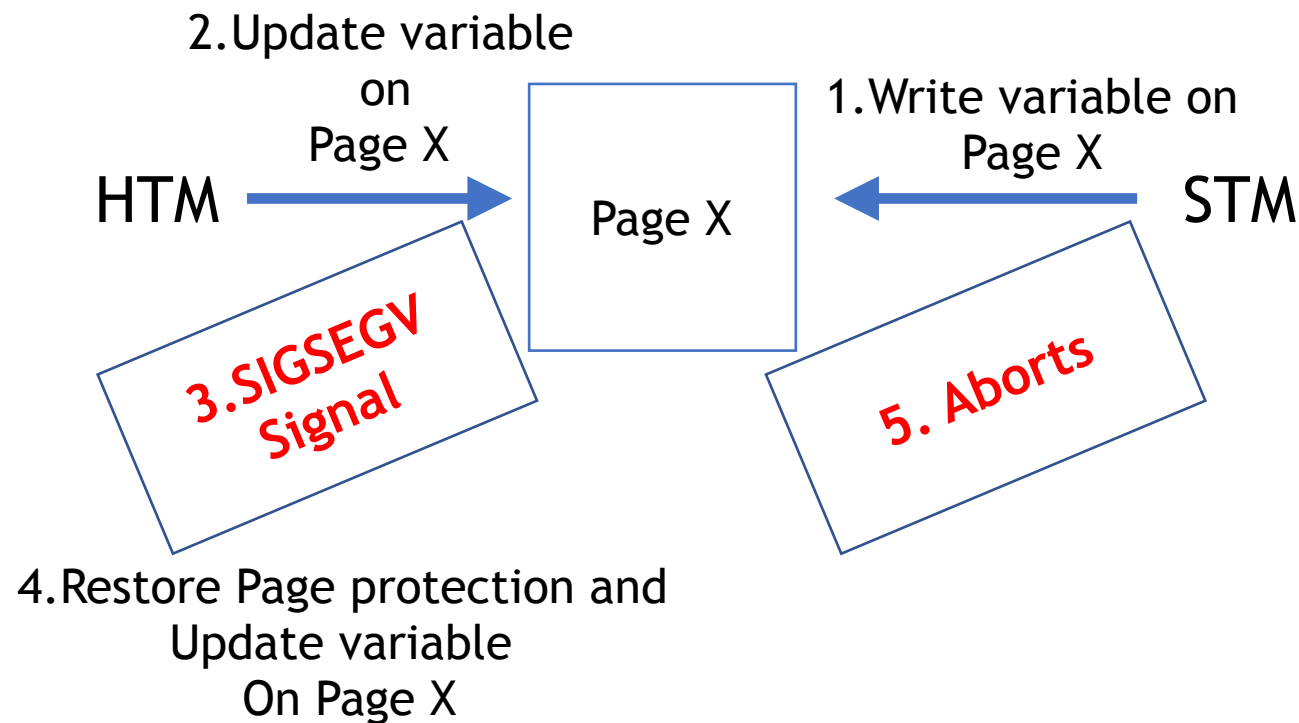 2.Update variable
on
Page X
1.Write variable on
Page X
HTM
Page X
STM
3.SIGSEGV
Signal
5. Aborts
4.Restore Page protection and
Update variable
On Page X